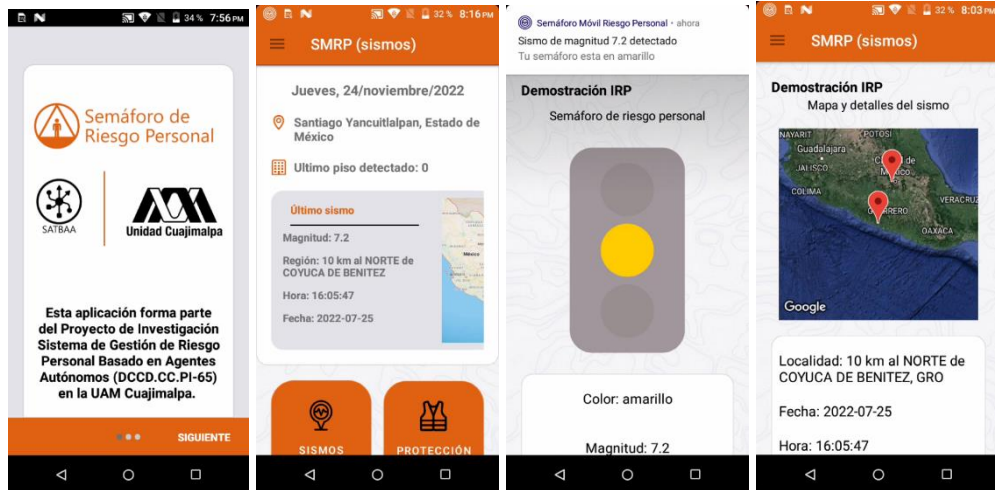 34 % 7:56 PM
Semáforo de
Riesgo Personal
SATBAA
Unidad Cuajimalpa
Esta aplicación forma parte
del Proyecto de Investigación
Sistema de Gestión de Riesgo
Personal Basado en Agentes
Autónomos (DCCD.CC.PI-65)
en la UAM Cuajimalpa.
SIGUIENTE
32 % 8:16 PM
SMRP (sismos)
Jueves, 24/noviembre/2022
Santiago Yancuitlalpan, Estado de
México
Ultimo piso detectado: 0
Último sismo
Magnitud: 7.2
Región: 10 km al NORTE de
COYUCA DE BENITEZ
Hora: 16:05:47
Fecha: 2022-07-25
México
SISMOS
PROTECCIÓN
Semáforo Móvil Riesgo Personal • ahora
Sismo de magnitud 7.2 detectado
Tu semáforo esta en amarillo
Demostración IRP
Semáforo de riesgo personal
Color: amarillo
Magnitud: 7.2
32 % 8:03 PM
SMRP (sismos)
Demostración IRP
Mapa y detalles del sismo
NAYARIT
POTOSÍ
Guadalajara
JALISCO
COLIMA
VERACRUZ
OAXACA
Google
Localidad: 10 km al NORTE de
COYUCA DE BENITEZ, GRO
Fecha: 2022-07-25
Hora: 16:05:47